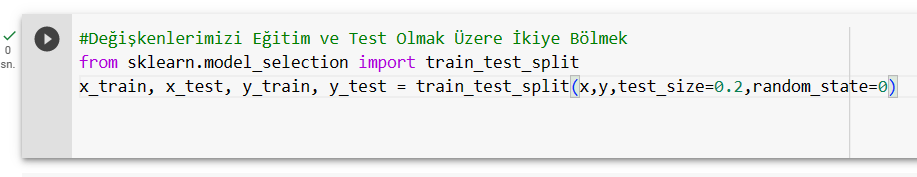 #Değişkenlerimizi Eğitim ve Test Olmak Üzere İkiye Bölmek
0
from sklearn.model_selection import train_test_split
sn.
x_train, x_test, y_train, y_test = train_test_split(x,y,test_size=0.2,random_state=0)